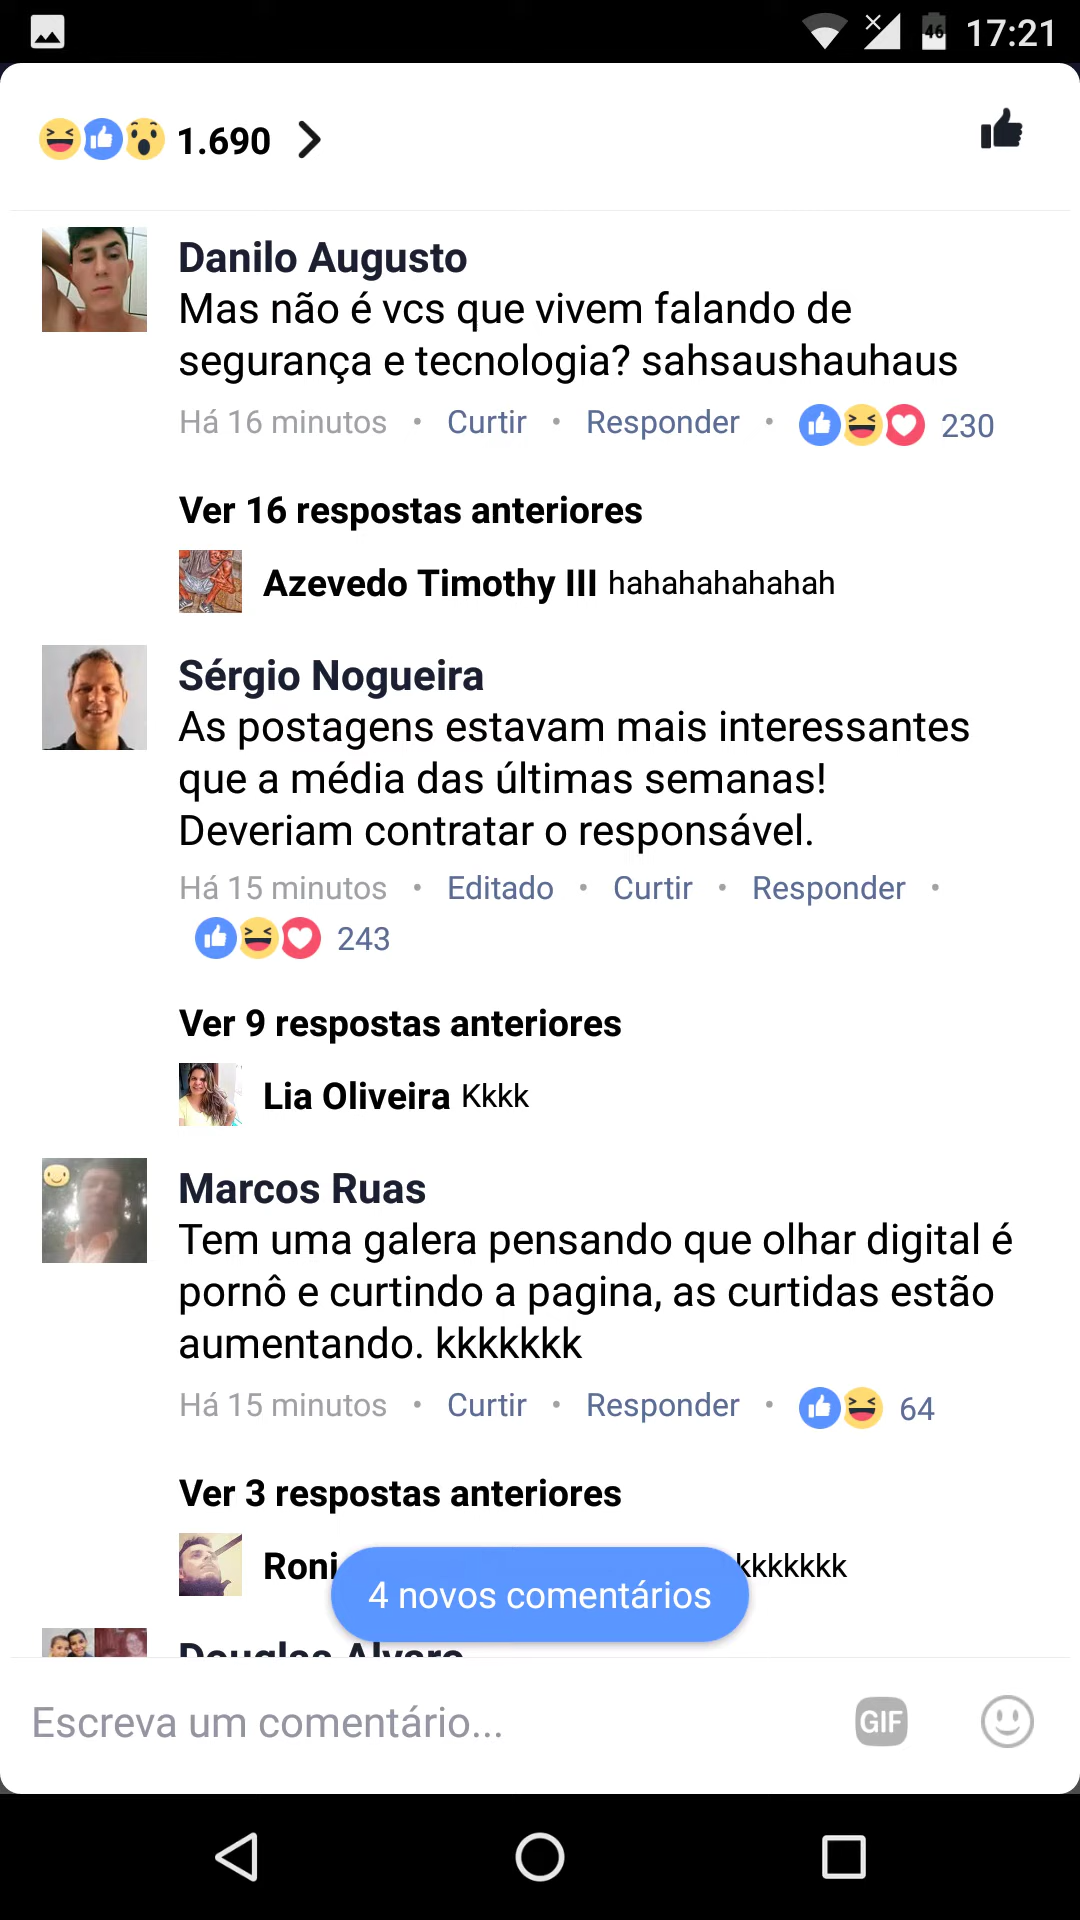 46 17:21
1.690
Danilo Augusto
Mas não é vcs que vivem falando de
segurança e tecnologia? sahsaushauhaus
Há 16 minutos • Curtir • Responder • 230
Ver 16 respostas anteriores
Azevedo Timothy III hahahahahahah
Sérgio Nogueira
As postagens estavam mais interessantes
que a média das últimas semanas!
Deveriam contratar o responsável.
Há 15 minutos • Editado • Curtir • Responder •
243
Ver 9 respostas anteriores
Lia Oliveira Kkkk
Marcos Ruas
Tem uma galera pensando que olhar digital é
pornô e curtindo a pagina, as curtidas estão
aumentando. kkkkkkk
Há 15 minutos • Curtir • Responder • 64
Ver 3 respostas anteriores
Roni kkkkkkk
4 novos comentários
Douglas Alvaro
Escreva um comentário...
GIF